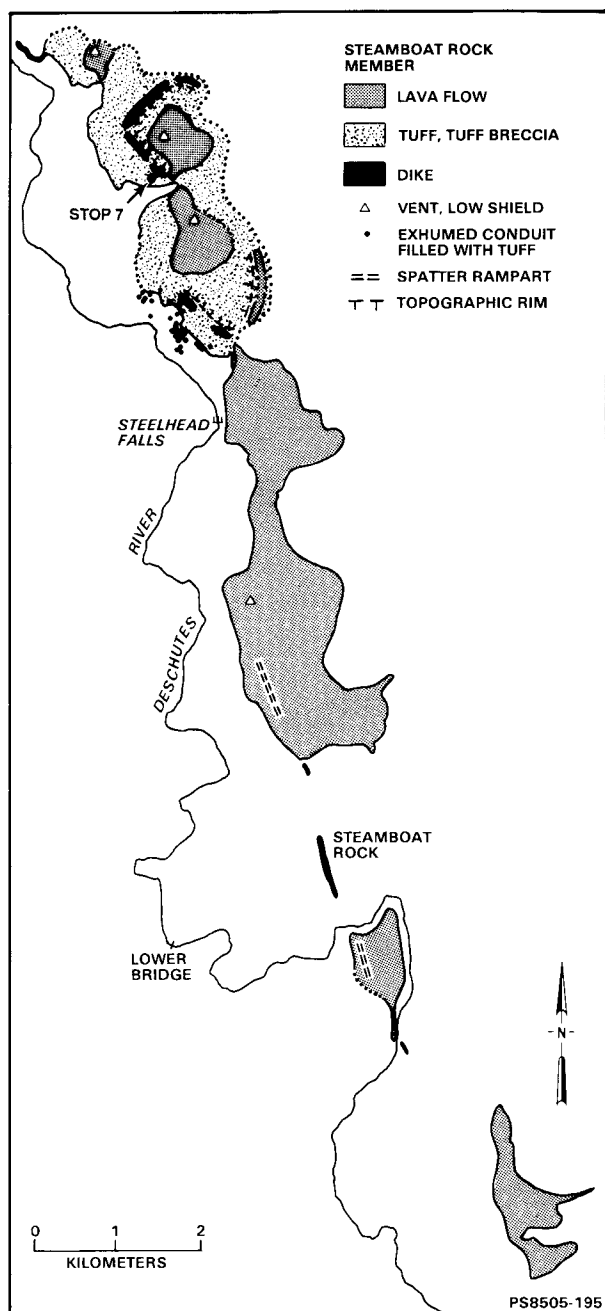 STEAMBOAT ROCK
MEMBER
LAVA FLOW
TUFF, TUFF BRECCIA
DIKE
VENT, LOW SHIELD
EXHUMED CONDUIT
FILLED WITH TUFF
SPATTER RAMPART
TOPOGRAPHIC RIM
STOP 7
STEELHEAD
FALLS
RIVER
DESCHUTES
STEAMBOAT
ROCK
LOWER
BRIDGE
-N-
0 1 2
KILOMETERS
PS8505-195